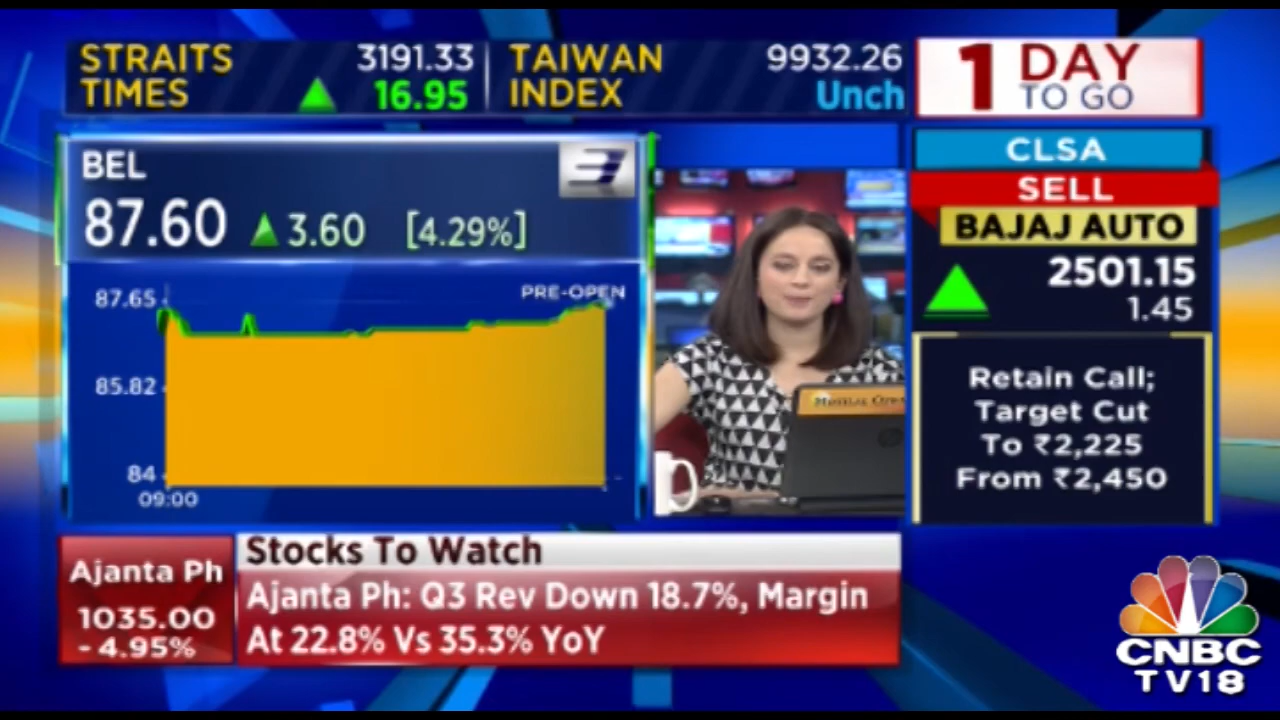 STRAITS TIMES
3191.33
16.95
TAIWAN INDEX
9932.26
Unch
1 DAY TO GO
BEL
87.60 3.60 [4.29%]
PRE-OPEN
87.65
85.82
84
09:00
CLSA
SELL
BAJAJ AUTO
2501.15
1.45
Retain Call;
Target Cut
To ₹2,225
From ₹2,450
Ajanta Ph
1035.00
-4.95%
Stocks To Watch
Ajanta Ph: Q3 Rev Down 18.7%, Margin
At 22.8% Vs 35.3% YoY
CNBC
TV18